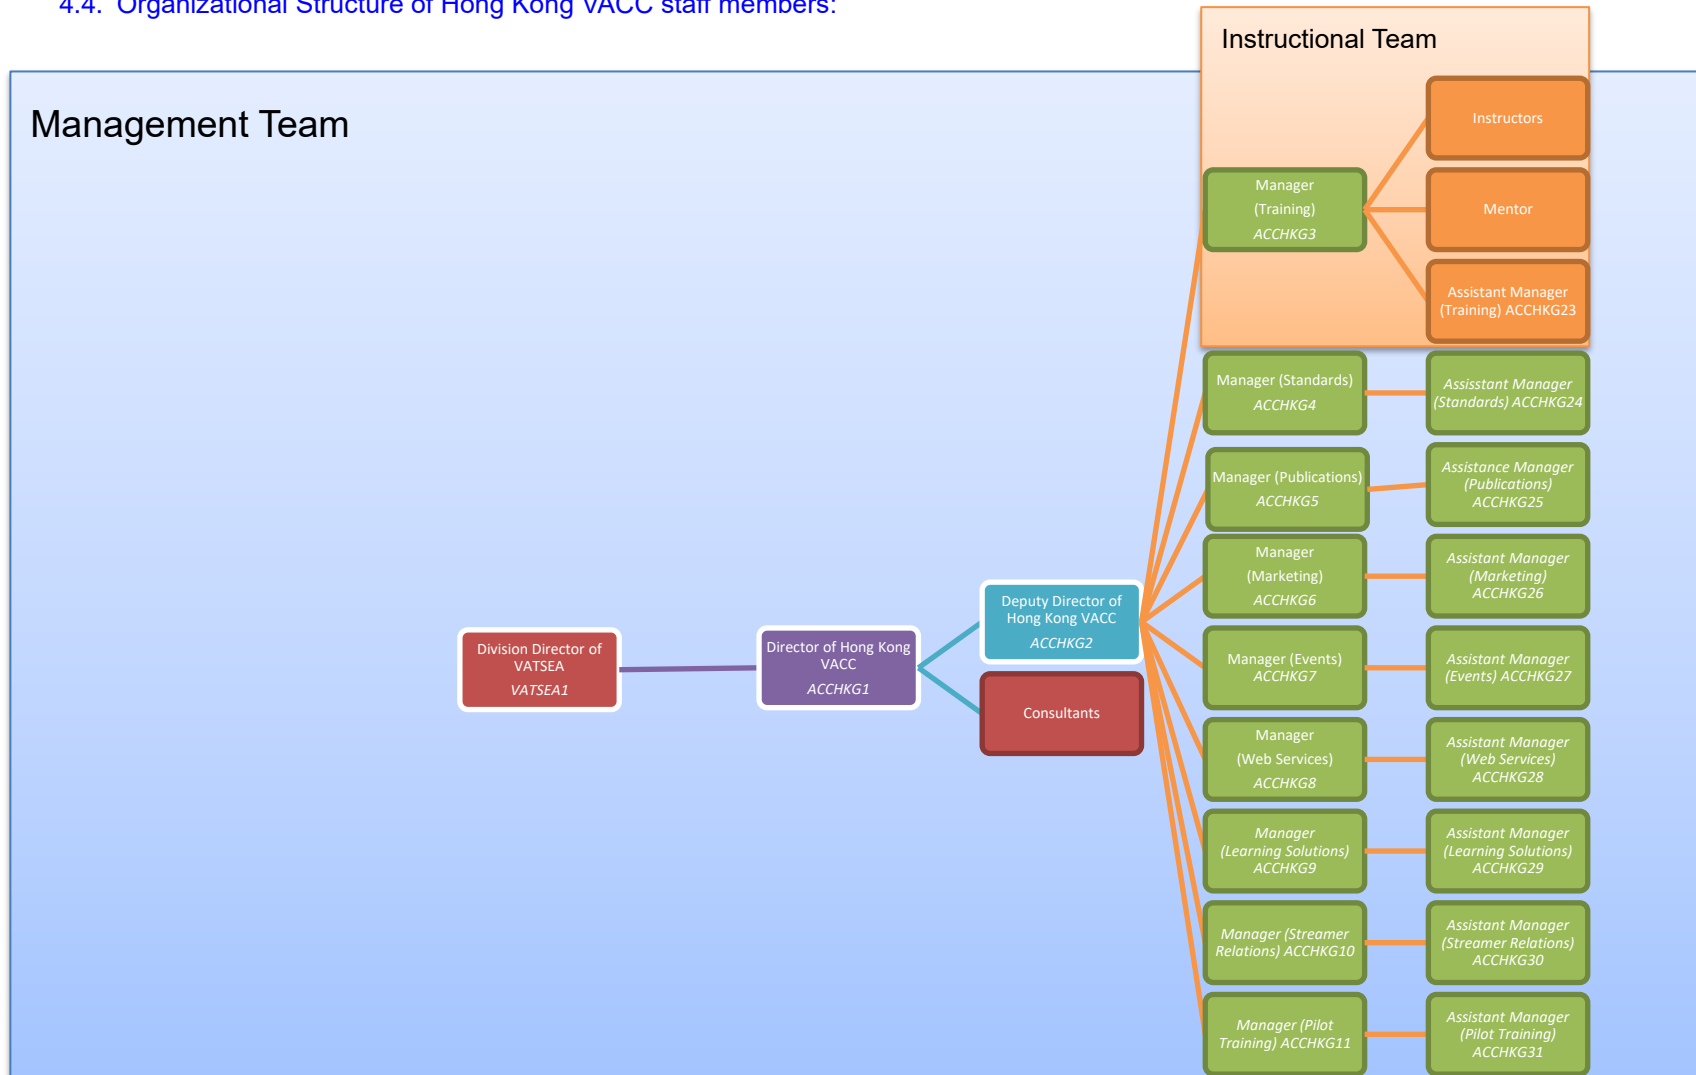 4.4. Organizational Structure of Hong Kong VACC staff members:
Instructional Team
Management Team
Instructors
Manager
(Training)
ACCHKG3
Mentor
Assistant Manager
(Training) ACCHKG23
Manager (Standards)
ACCHKG4
Assisstant Manager
(Standards) ACCHKG24
Manager (Publications)
ACCHKG5
Assistance Manager
(Publications)
ACCHKG25
Manager
(Marketing)
ACCHKG6
Assistant Manager
(Marketing)
ACCHKG26
Deputy Director of
Hong Kong VACC
ACCHKG2
Division Director of
VATSEA
VATSEA1
Director of Hong Kong
VACC
ACCHKG1
Manager (Events)
ACCHKG7
Assistant Manager
(Events) ACCHKG27
Consultants
Manager
(Web Services)
ACCHKG8
Assistant Manager
(Web Services)
ACCHKG28
Manager
(Learning Solutions)
ACCHKG9
Assistant Manager
(Learning Solutions)
ACCHKG29
Manager (Streamer
Relations) ACCHKG10
Assistant Manager
(Streamer Relations)
ACCHKG30
Manager (Pilot
Training) ACCHKG11
Assistant Manager
(Pilot Training)
ACCHKG31